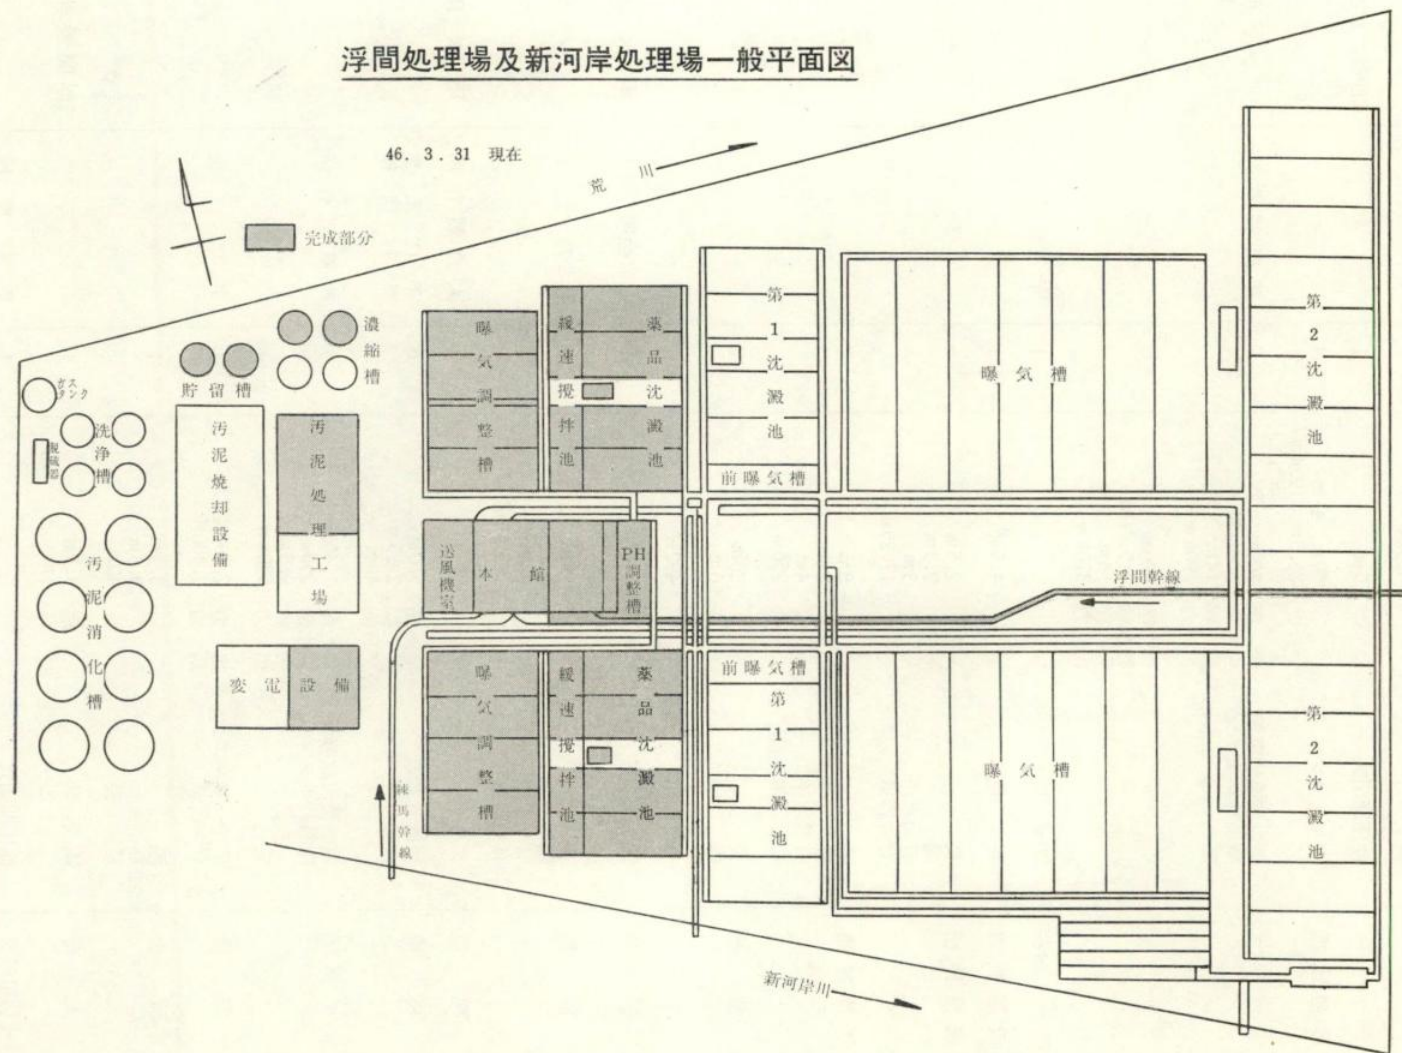 浮間処理場及新河岸処理場一般平面図
46. 3. 31 現在
荒川
完成部分
濃縮槽
貯留槽
ガス
タンク
洗浄槽
脱硫器
汚泥焼却設備
汚泥処理工場
汚泥消化槽
変電設備
曝気調整槽
緩速攪拌池
薬品沈澱池
第1沈澱池
前曝気槽
曝気槽
第2沈澱池
送風機室
本館
PH調整槽
浮間幹線
曝気調整槽
緩速攪拌池
薬品沈澱池
前曝気槽
第1沈澱池
曝気槽
第2沈澱池
練馬幹線
新河岸川